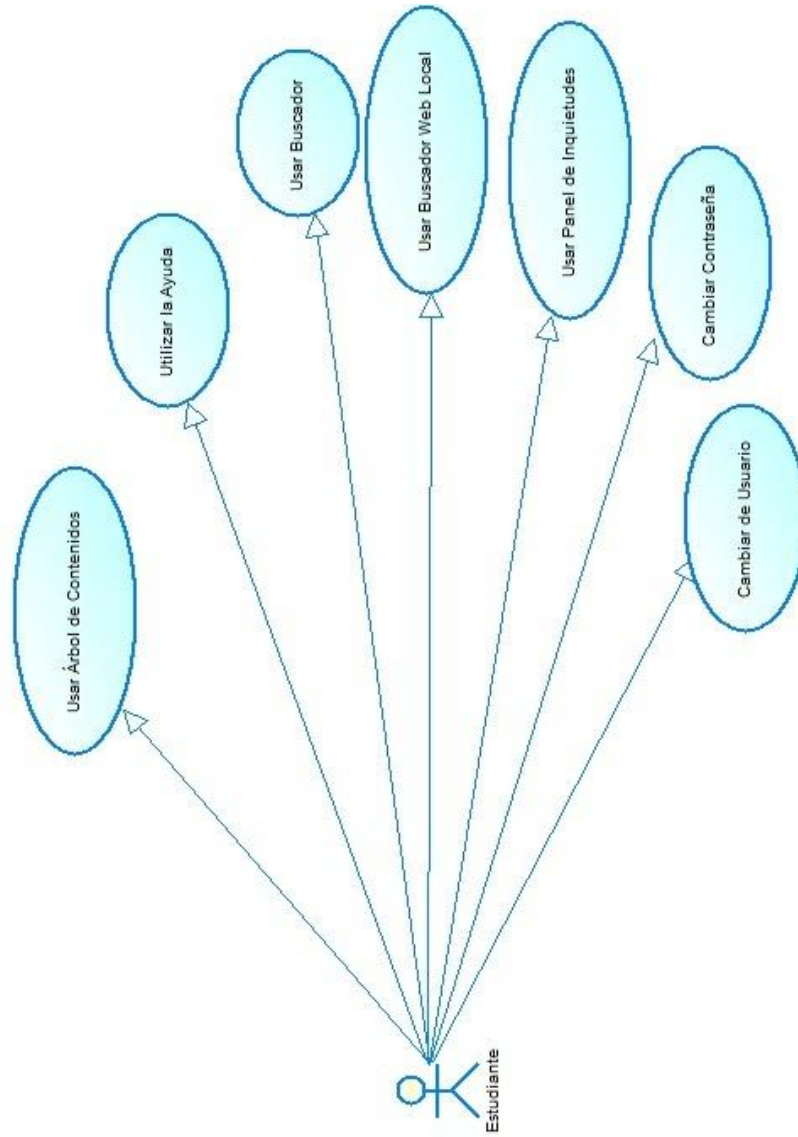 Usar Árbol de Contenidos
Utilizar la Ayuda
Usar Buscador
Usar Buscador Web Local
Usar Panel de Inquietudes
Cambiar Contraseña
Cambiar de Usuario
Estudiante